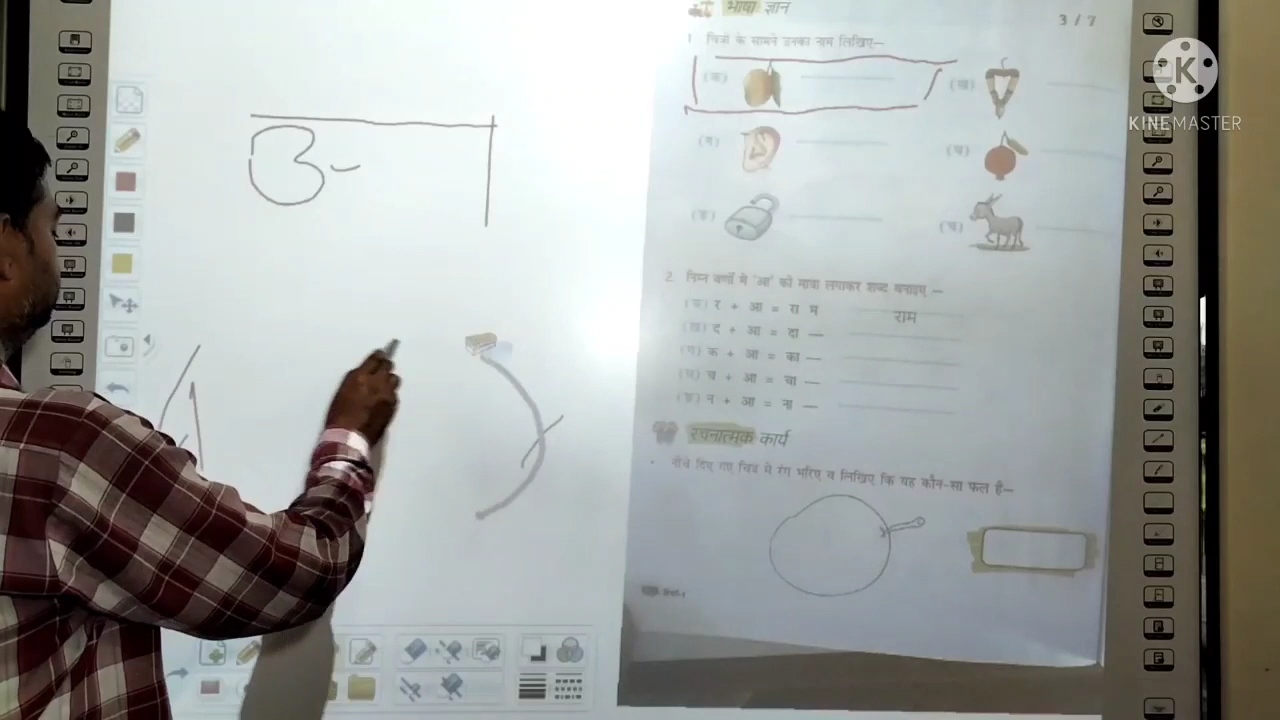 भाषा ज्ञान
3 / 7
1 चित्रों के सामने उनका नाम लिखिए—
(क)
(ख)
(ग)
(घ)
(ङ)
(च)
2. निम्न वर्णों में 'आ' की मात्रा लगाकर शब्द बनाइए —
(क) र + आ = रा म राम
(ख) द + आ = दा —
(ग) क + आ = का —
(घ) च + आ = चा —
(ङ) न + आ = ना —
रचनात्मक कार्य
• नीचे दिए गए चित्र में रंग भरिए व लिखिए कि यह कौन-सा फल है—
हिन्दी-1
KINEMASTER